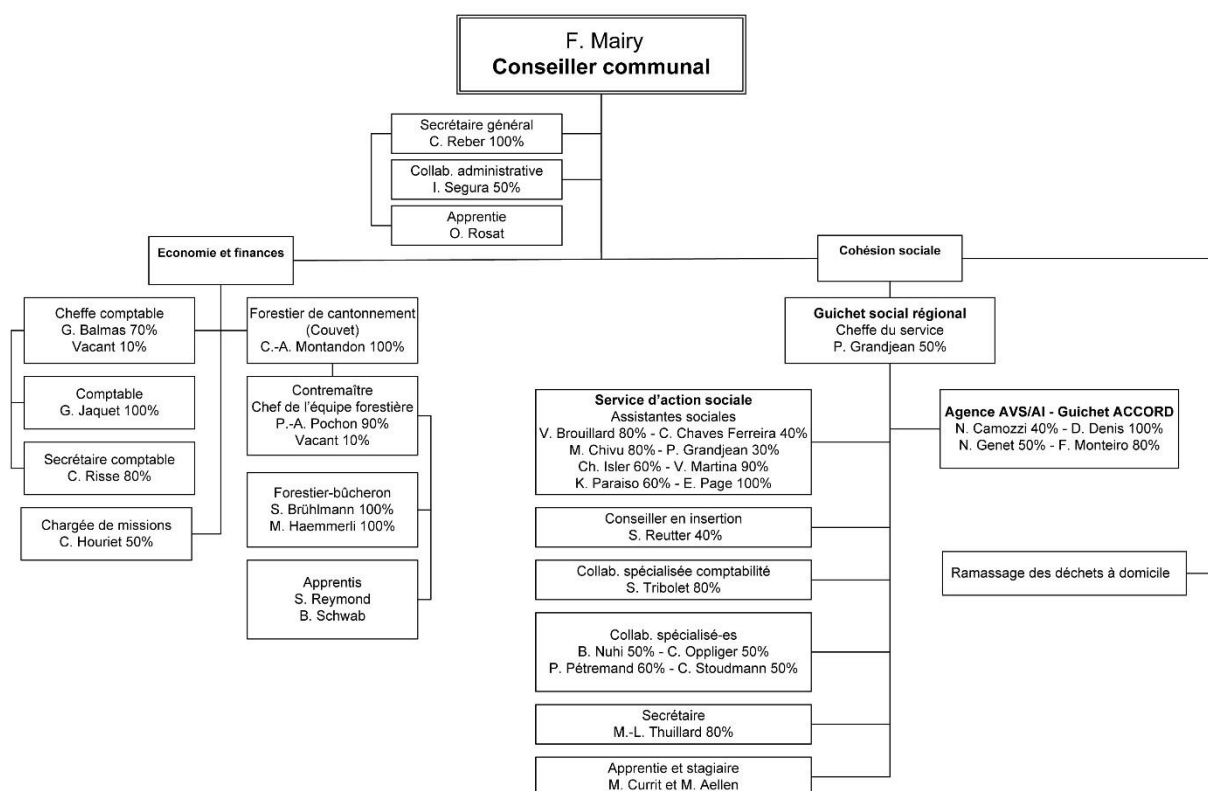 F. Mairy
Conseiller communal
Secrétaire général
C. Reber 100%
Collab. administrative
I. Segura 50%
Apprentie
O. Rosat
Economie et finances
Cohésion sociale
Cheffe comptable
G. Balmas 70%
Vacant 10%
Comptable
G. Jaquet 100%
Secrétaire comptable
C. Risse 80%
Chargée de missions
C. Houriet 50%
Forestier de cantonnement
(Couvet)
C.-A. Montandon 100%
Contremaître
Chef de l'équipe forestière
P.-A. Pochon 90%
Vacant 10%
Forestier-bûcheron
S. Brühlmann 100%
M. Haemmerli 100%
Apprentis
S. Reymond
B. Schwab
Guichet social régional
Cheffe du service
P. Grandjean 50%
Service d'action sociale
Assistantes sociales
V. Brouillard 80% - C. Chaves Ferreira 40%
M. Chivu 80% - P. Grandjean 30%
Ch. Isler 60% - V. Martina 90%
K. Paraiso 60% - E. Page 100%
Conseiller en insertion
S. Reutter 40%
Collab. spécialisée comptabilité
S. Tribolet 80%
Collab. spécialisé-es
B. Nuhi 50% - C. Oppliger 50%
P. Pétremand 60% - C. Stoudmann 50%
Secrétaire
M.-L. Thuillard 80%
Apprentie et stagiaire
M. Currit et M. Aellen
Agence AVS/AI - Guichet ACCORD
N. Camozzi 40% - D. Denis 100%
N. Genet 50% - F. Monteiro 80%
Ramassage des déchets à domicile